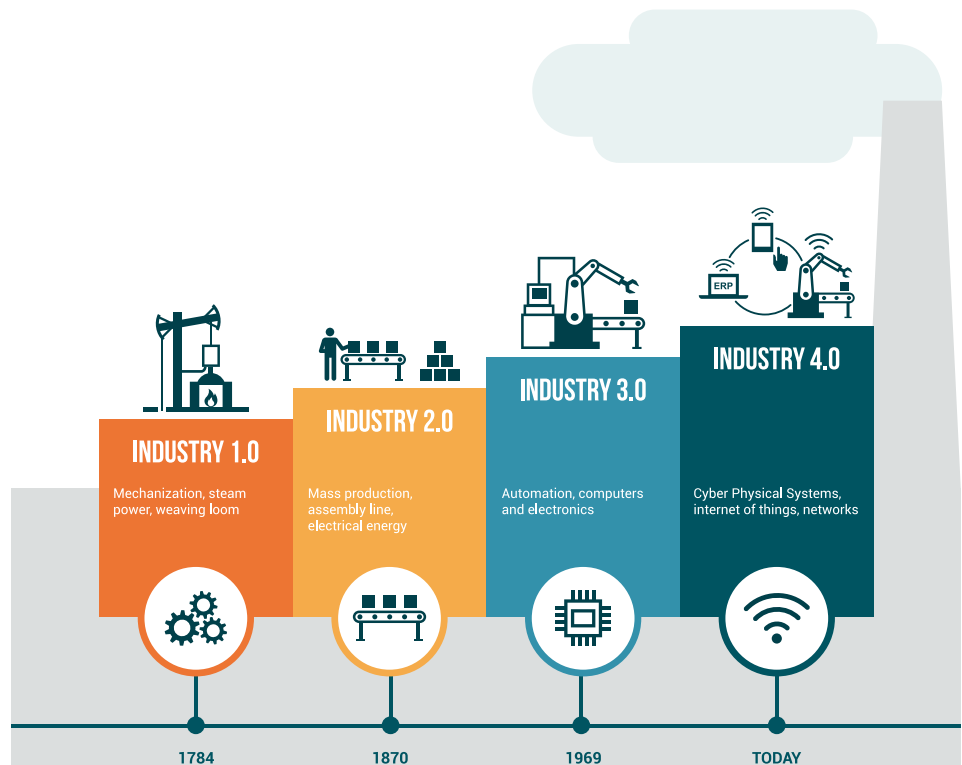 ERP
INDUSTRY 4.0
INDUSTRY 3.0
INDUSTRY 2.0
INDUSTRY 1.0
Mechanization, steam
power, weaving loom
Mass production,
assembly line,
electrical energy
Automation, computers
and electronics
Cyber Physical Systems,
internet of things, networks
1784
1870
1969
TODAY